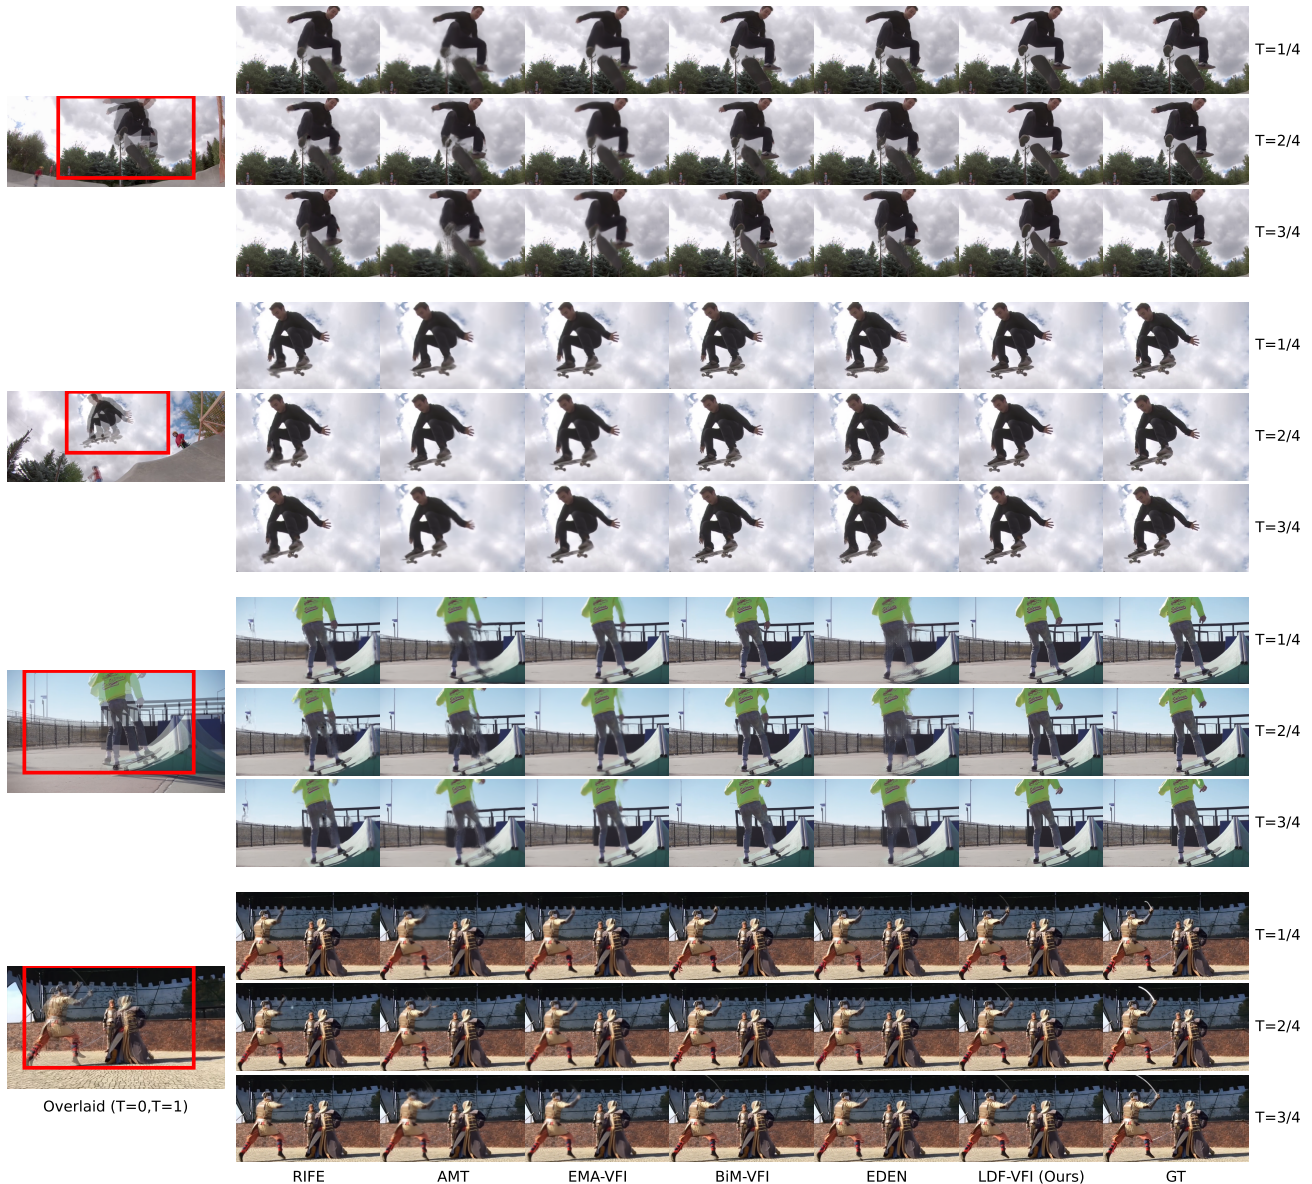 T=1/4
T=2/4
T=3/4
T=1/4
T=2/4
T=3/4
T=1/4
T=2/4
T=3/4
T=1/4
T=2/4
T=3/4
Overlaid (T=0,T=1)
RIFE AMT EMA-VFI BiM-VFI EDEN LDF-VFI (Ours) GT